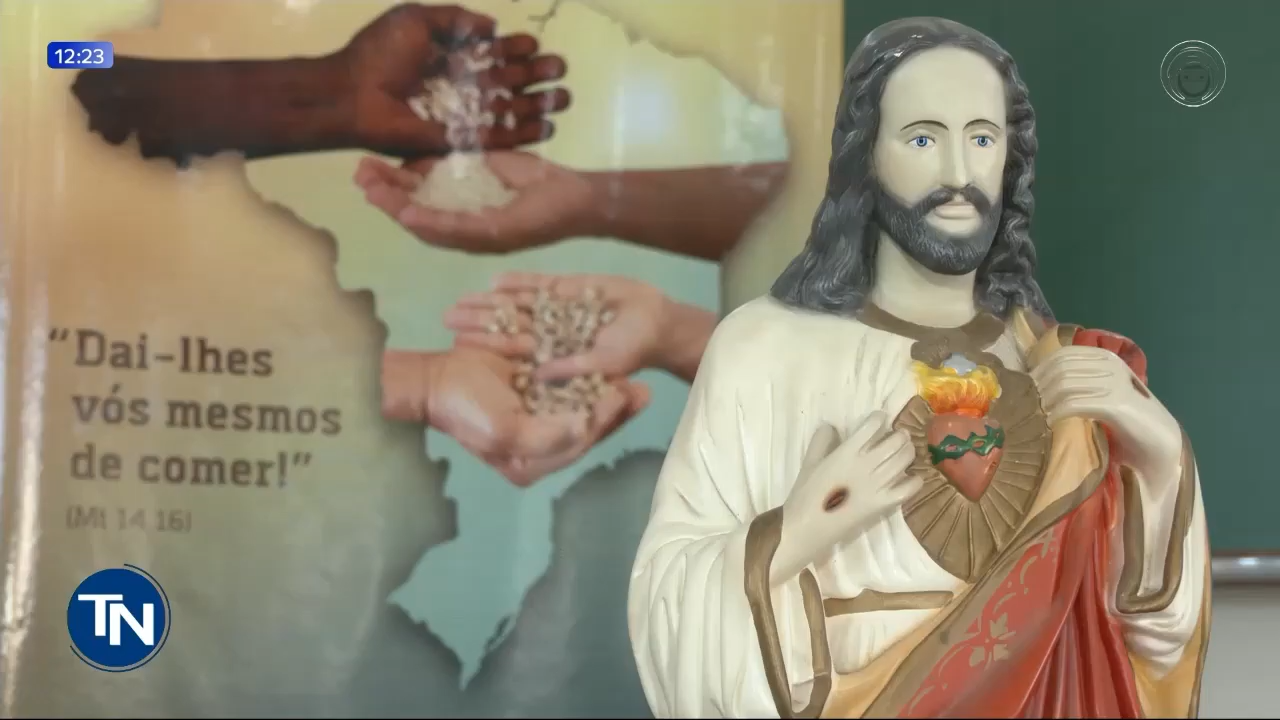 12:23
“Dai-lhes
vós mesmos
de comer!”
(Mt 14.16)
TN